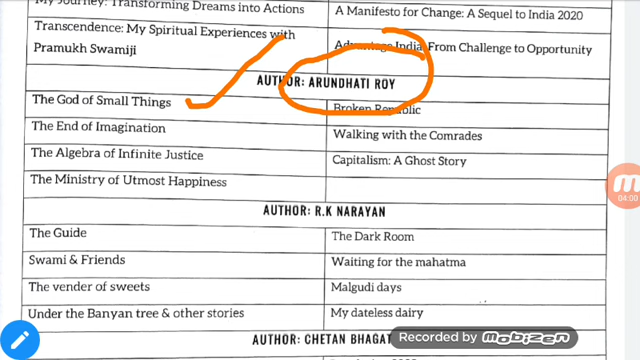 My Journey: Transforming Dreams into Actions
A Manifesto for Change: A Sequel to India 2020
Transcendence: My Spiritual Experiences with
Pramukh Swamiji
Advantage India: From Challenge to Opportunity
AUTHOR: ARUNDHATI ROY
The God of Small Things
Broken Republic
The End of Imagination
Walking with the Comrades
The Algebra of Infinite Justice
Capitalism: A Ghost Story
The Ministry of Utmost Happiness
AUTHOR: R.K NARAYAN
The Guide
The Dark Room
Swami & Friends
Waiting for the mahatma
The vender of sweets
Malgudi days
Under the Banyan tree & other stories
My dateless dairy
AUTHOR: CHETAN BHAGAT
Recorded by Mobizen
04:00